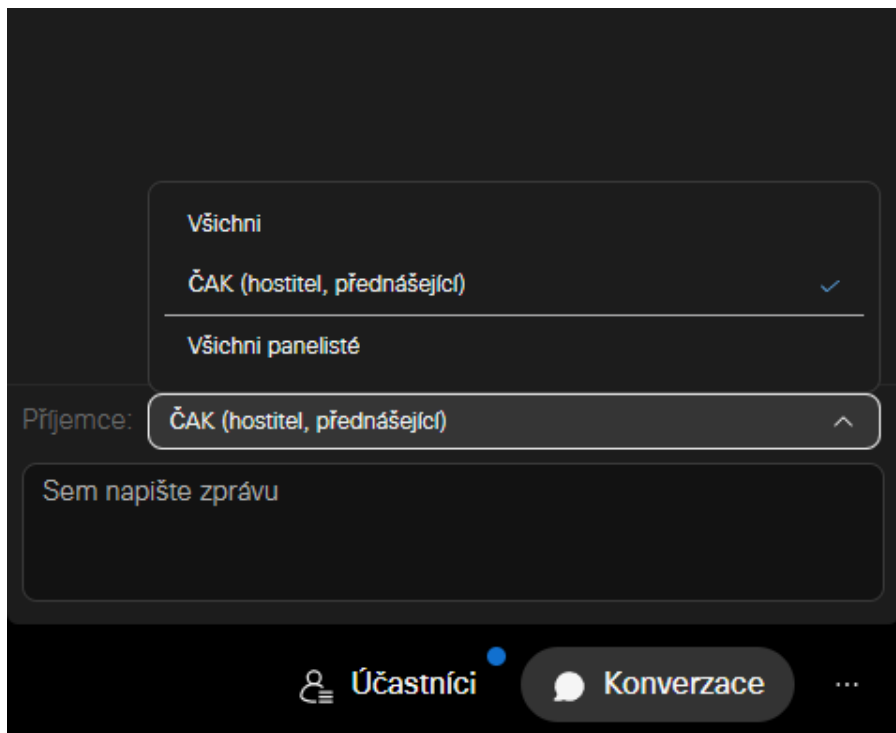 Všichni
ČAK (hostitel, přednášející)
Všichni panelisté
Příjemce: ČAK (hostitel, přednášející)
Sem napište zprávu
Účastníci Konverzace ...